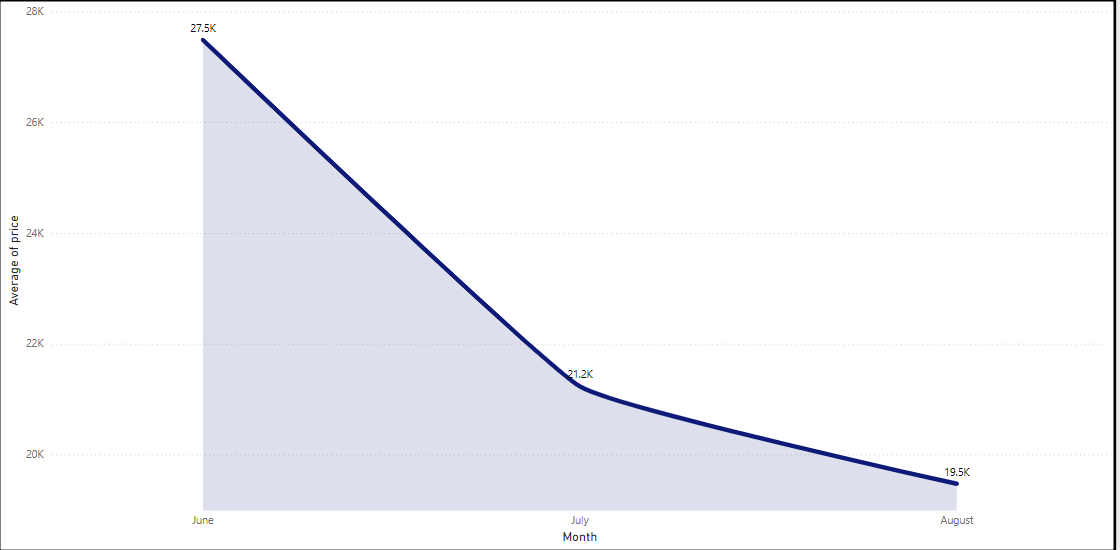 28K
27.5K
26K
24K
Average of price
22K
21.2K
20K
19.5K
June
July
August
Month